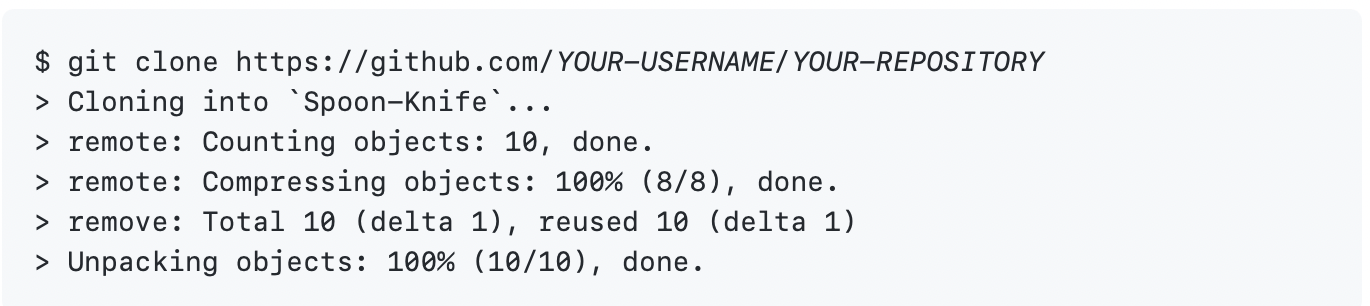 $ git clone https://github.com/YOUR-USERNAME/YOUR-REPOSITORY
> Cloning into `Spoon-Knife`...
> remote: Counting objects: 10, done.
> remote: Compressing objects: 100% (8/8), done.
> remove: Total 10 (delta 1), reused 10 (delta 1)
> Unpacking objects: 100% (10/10), done.